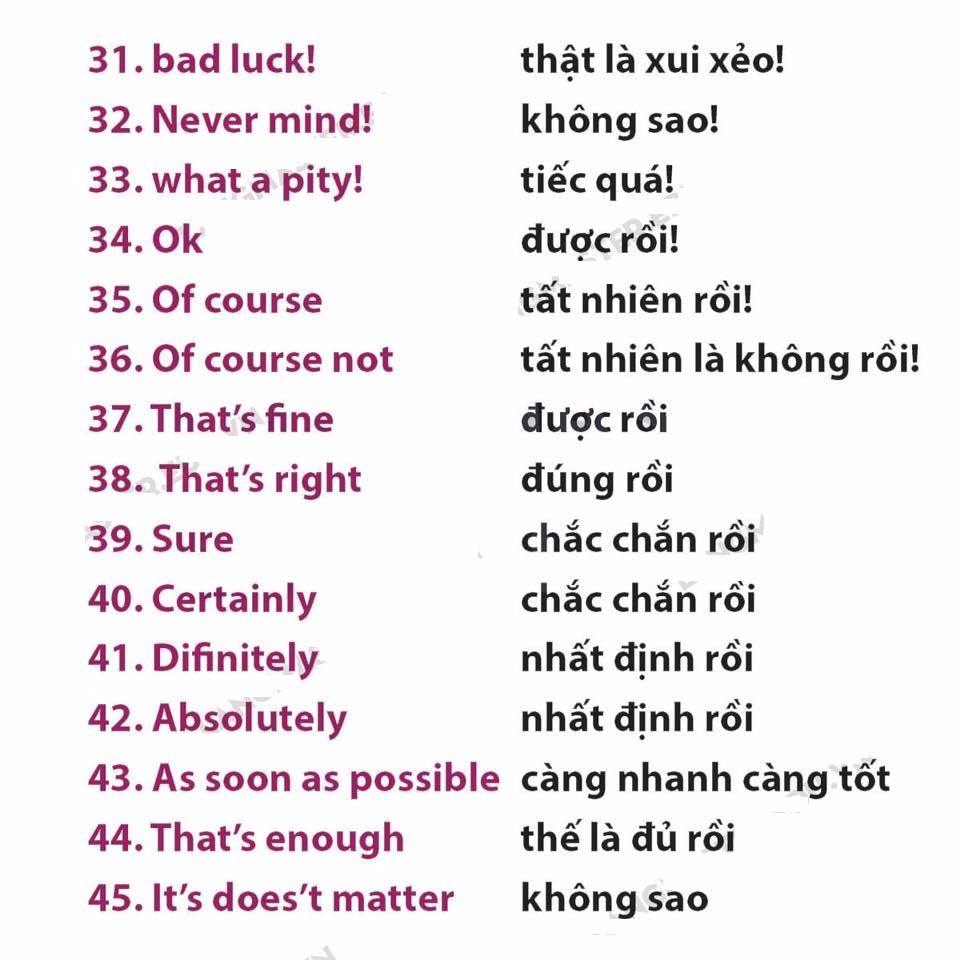 31. bad luck! thật là xui xẻo!
32. Never mind! không sao!
33. what a pity! tiếc quá!
34. Ok được rồi!
35. Of course tất nhiên rồi!
36. Of course not tất nhiên là không rồi!
37. That’s fine được rồi
38. That’s right đúng rồi
39. Sure chắc chắn rồi
40. Certainly chắc chắn rồi
41. Difinitely nhất định rồi
42. Absolutely nhất định rồi
43. As soon as possible càng nhanh càng tốt
44. That’s enough thế là đủ rồi
45. It’s does’t matter không sao